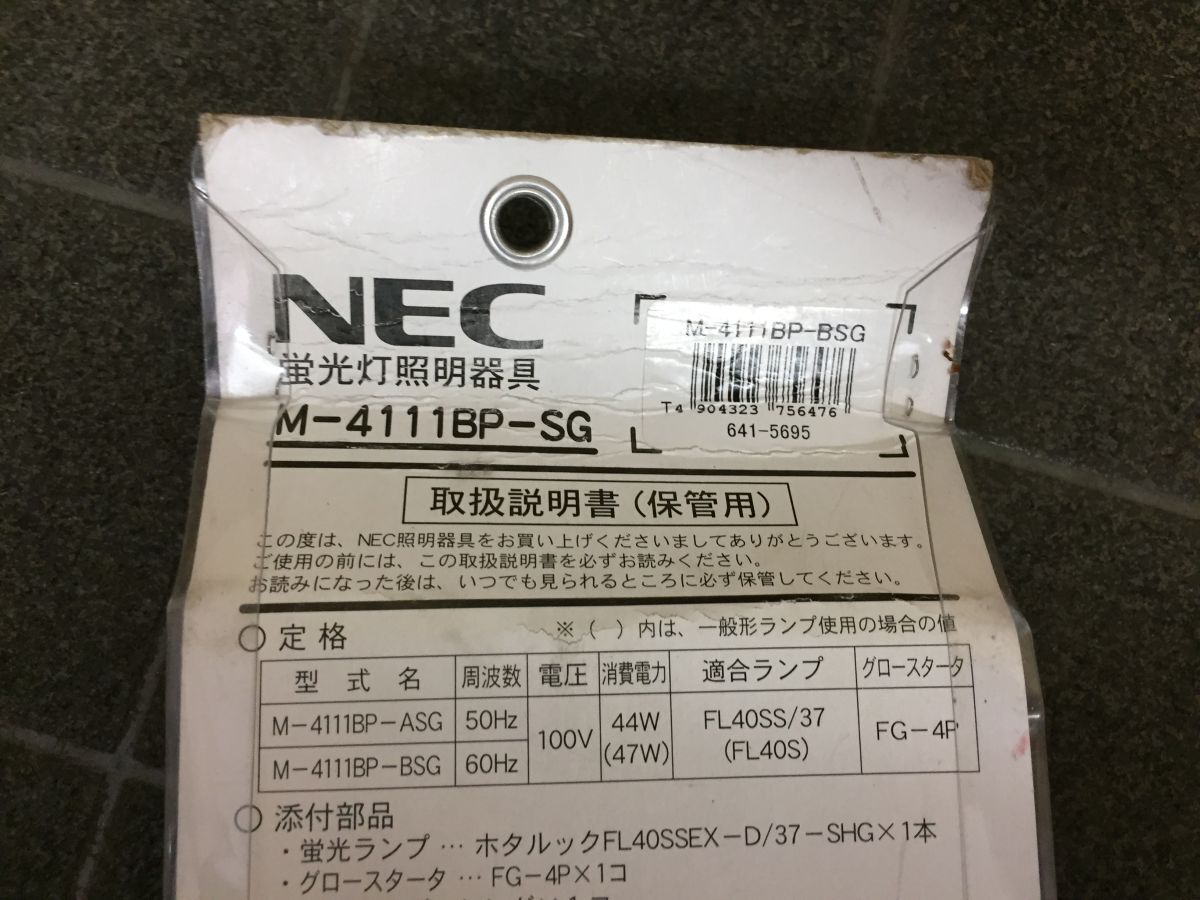 NEC
蛍光灯照明器具
M-4111BP-SG
M-4111BP-BSG
T4 904323 756476
641-5695
取扱説明書(保管用)
この度は、NEC照明器具をお買い上げくださいましてありがとうございます。
ご使用の前には、この取扱説明書を必ずお読みください。
お読みになった後は、いつでも見られるところに必ず保管してください。
○定格 ※( )内は、一般形ランプ使用の場合の値
型式名 周波数 電圧 消費電力 適合ランプ グロースタータ
M-4111BP-ASG 50Hz 100V 44W (47W) FL40SS/37 (FL40S) FG-4P
M-4111BP-BSG 60Hz
○添付部品
・蛍光ランプ … ホタルックFL40SSEX-D/37-SHG×1本
・グロースタータ … FG-4P×1コ